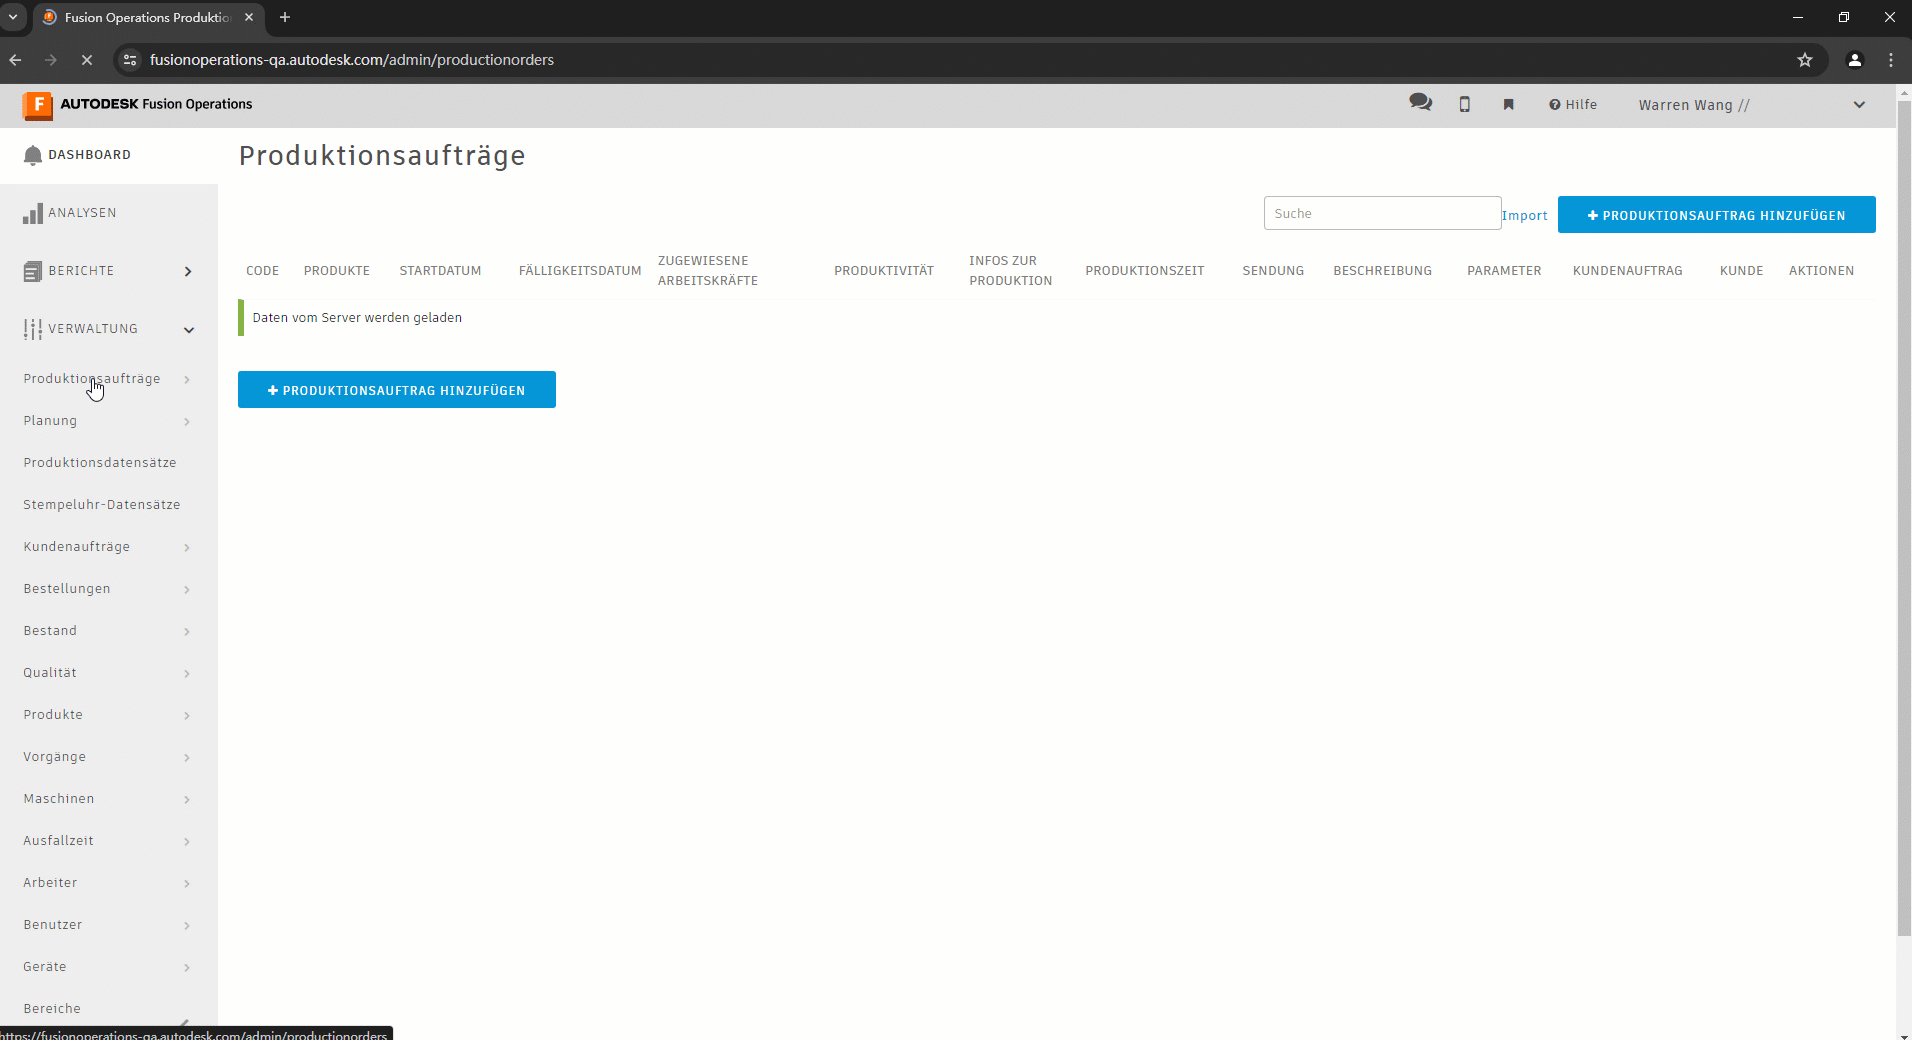 Fusion Operations Produktio
fusionoperations-qa.autodesk.com/admin/productionorders
F AUTODESK Fusion Operations
Hilfe
Warren Wang //
DASHBOARD
ANALYSEN
BERICHTE
VERWALTUNG
Produktionsaufträge
Planung
Produktionsdatensätze
Stempeluhr-Datensätze
Kundenaufträge
Bestellungen
Bestand
Qualität
Produkte
Vorgänge
Maschinen
Ausfallzeit
Arbeiter
Benutzer
Geräte
Bereiche
Produktionsaufträge
Suche
Import
PRODUKTIONSAUFTRAG HINZUFÜGEN
CODE
PRODUKTE
STARTDATUM
FÄLLIGKEITSDATUM
ZUGEWIESENE
ARBEITSKRÄFTE
PRODUKTIVITÄT
INFOS ZUR
PRODUKTION
PRODUKTIONSZEIT
SENDUNG
BESCHREIBUNG
PARAMETER
KUNDENAUFTRAG
KUNDE
AKTIONEN
Daten vom Server werden geladen
PRODUKTIONSAUFTRAG HINZUFÜGEN
https://fusionoperations-qa.autodesk.com/admin/productionorders